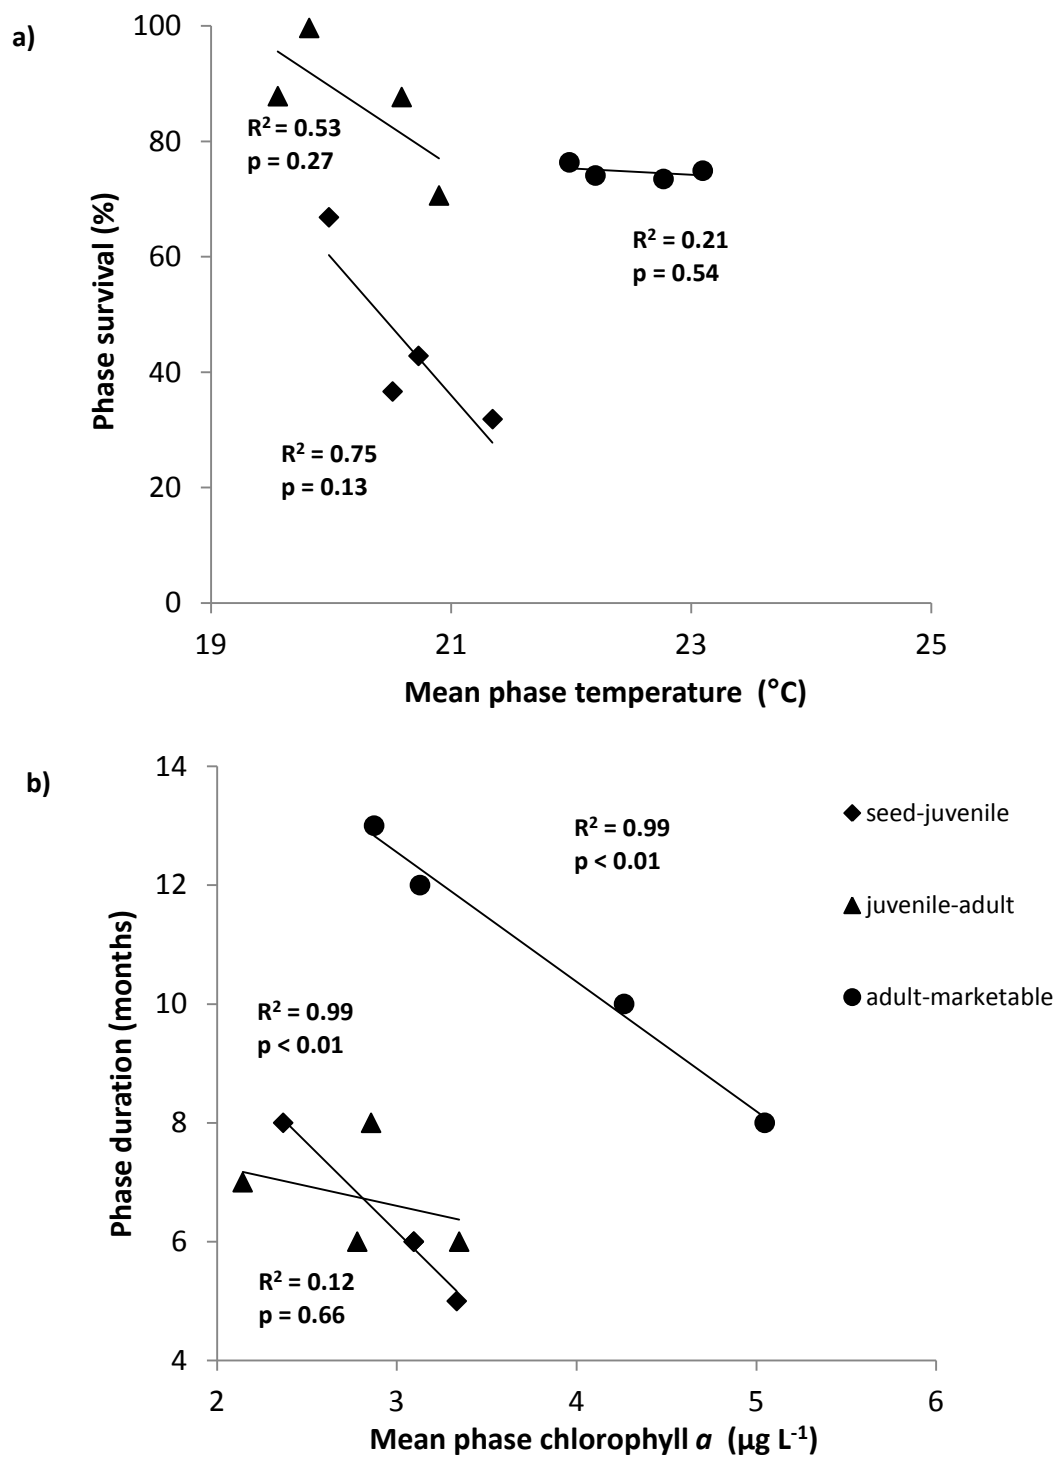 a)
Phase survival (%)
100
80
60
40
20
0
R² = 0.53
p = 0.27
R² = 0.21
p = 0.54
R² = 0.75
p = 0.13
19 21 23 25
Mean phase temperature (°C)
b)
Phase duration (months)
14
12
10
8
6
4
R² = 0.99
p < 0.01
R² = 0.99
p < 0.01
R² = 0.12
p = 0.66
seed-juvenile
juvenile-adult
adult-marketable
2 3 4 5 6
Mean phase chlorophyll a (µg L⁻¹)